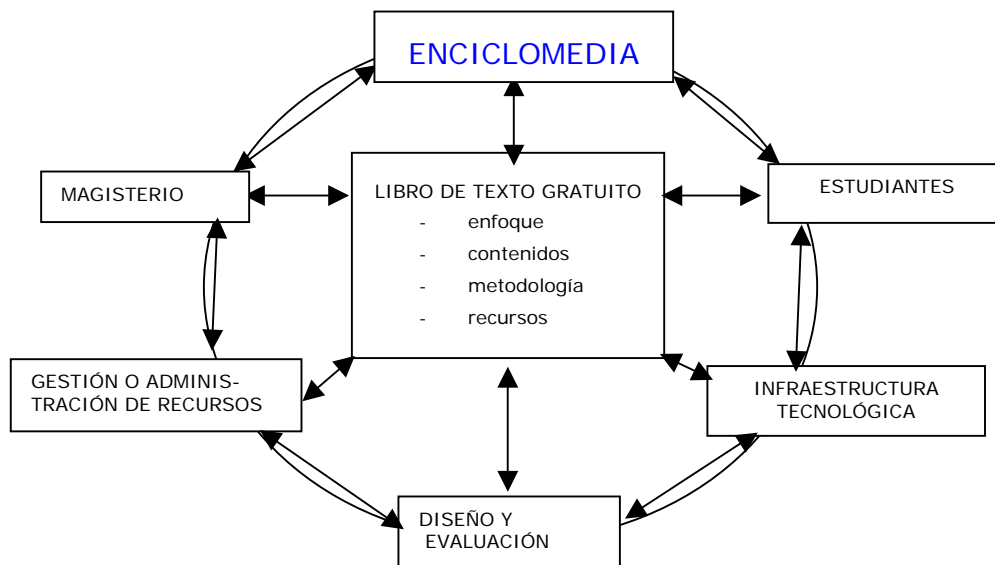 ENCICLOMEDIA
MAGISTERIO
LIBRO DE TEXTO GRATUITO
- enfoque
- contenidos
- metodología
- recursos
ESTUDIANTES
GESTIÓN O ADMINIS-
TRACIÓN DE RECURSOS
INFRAESTRUCTURA
TECNOLÓGICA
DISEÑO Y
EVALUACIÓN